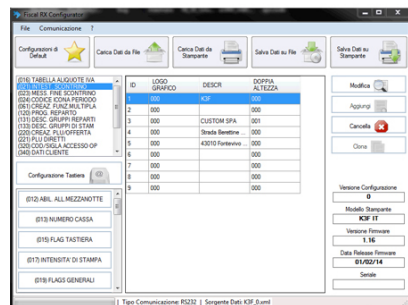 Fiscal RX Configurator
File Comunicazione ?
Configurazioni di Default
Carica Dati da File
Carica Dati da Stampante
Salva Dati su File
Salva Dati su Stampante
(016) TABELLA ALIQUOTE IVA
(021) INTEST. SCONTRINO
(023) MESS. FINE SCONTRINO
(024) CODICE ICONA PERIODO
(061) CREAZ. FUNZ.MULTIPLA
(120) PROG. REPARTO
(131) DESC. GRUPPI REPARTI
(133) DESC. GRUPPI DI STAM
(220) CREAZ. PLU/OFFERTA
(221) PLU DIRETTI
(320) COD./SIGLA ACCESSO OP
(340) DATI CLIENTE
Configurazione Tastiera
(012) ABIL. ALL.MEZZANOTTE
(013) NUMERO CASSA
(015) FLAG TASTIERA
(017) INTENSITA' DI STAMPA
(019) FLAGS GENERALI
ID LOGO GRAFICO DESCR DOPPIA ALTEZZA
1 000 K3F 000
2 000 000
3 000 CUSTOM SPA 001
4 000 Strada Berettine ... 000
5 000 43010 Fontevivo ... 000
6 000 000
7 000 000
8 000 000
9 000 000
Modifica
Aggiungi
Cancella
Clona
Versione Configurazione
0
Modello Stampante
K3F IT
Versione Firmware
1.16
Data Release Firmware
01/02/14
Seriale
Tipo Comunicazione: RS232 | Sorgente Dati: K3F_0.xml